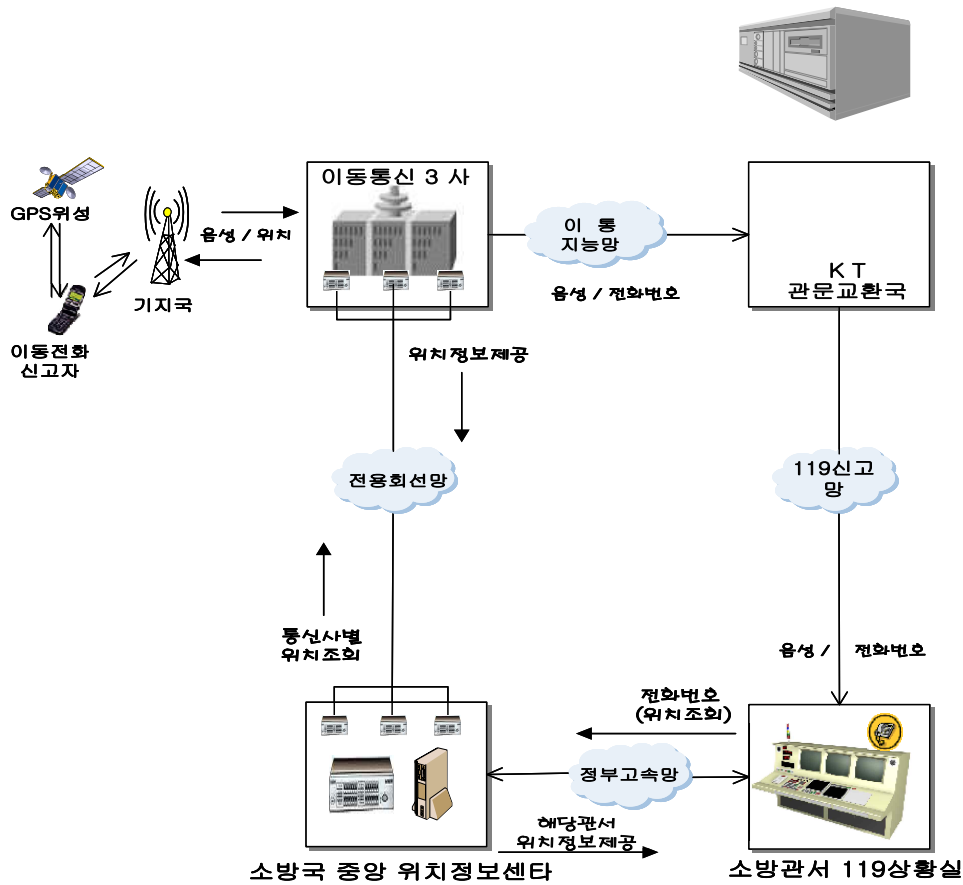 이동통신 3 사
GPS위성
음성 / 위치
기지국
이동전화
신고자
이 통
지능망
음성 / 전화번호
K T
관문교환국
위치정보제공
전용회선망
119신고
망
통신사별
위치조회
음성 / 전화번호
전화번호
(위치조회)
정부고속망
해당관서
위치정보제공
소방국 중앙 위치정보센타
소방관서 119상황실